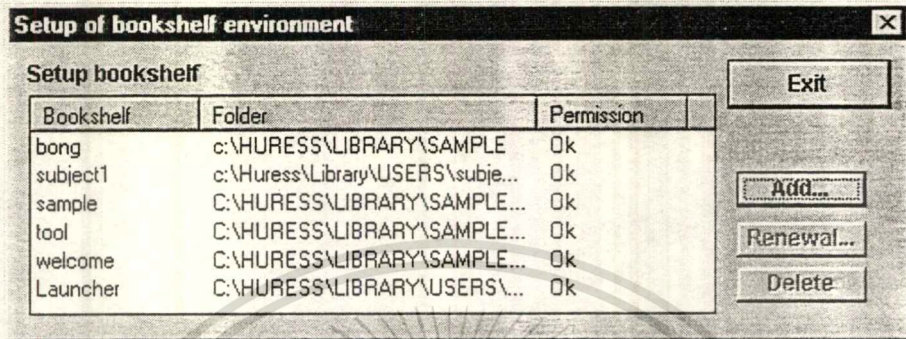 Setup of bookshelf environment
Setup bookshelf
Exit
Bookshelf Folder Permission
bong c:\HURESS\LIBRARY\SAMPLE Ok
subject1 c:\Huress\Library\USERS\subje... Ok
sample C:\HURESS\LIBRARY\SAMPLE... Ok
tool C:\HURESS\LIBRARY\SAMPLE... Ok
welcome C:\HURESS\LIBRARY\SAMPLE... Ok
Launcher C:\HURESS\LIBRARY\USERS\... Ok
Add...
Renewal...
Delete